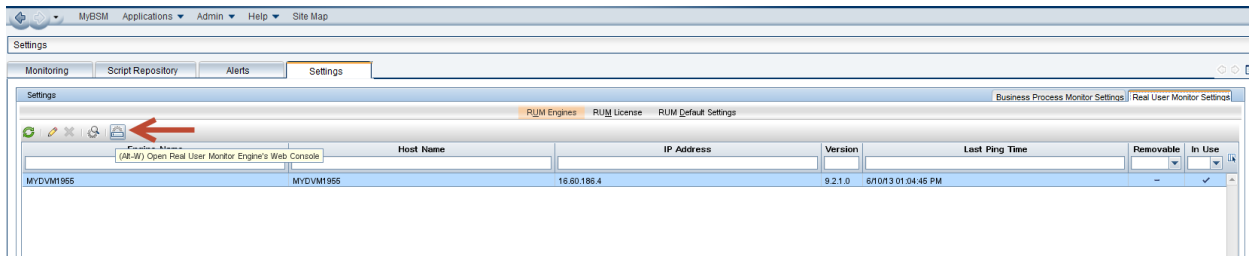 MyBSM Applications Admin Help Site Map
Settings
Monitoring Script Repository Alerts Settings
Settings Business Process Monitor Settings Real User Monitor Settings
RUM Engines RUM License RUM Default Settings
Engine Name Host Name IP Address Version Last Ping Time Removable In Use
(Alt-W) Open Real User Monitor Engine's Web Console
MYDVM1955 MYDVM1955 16.60.186.4 9.2.1.0 6/10/13 01:04:45 PM